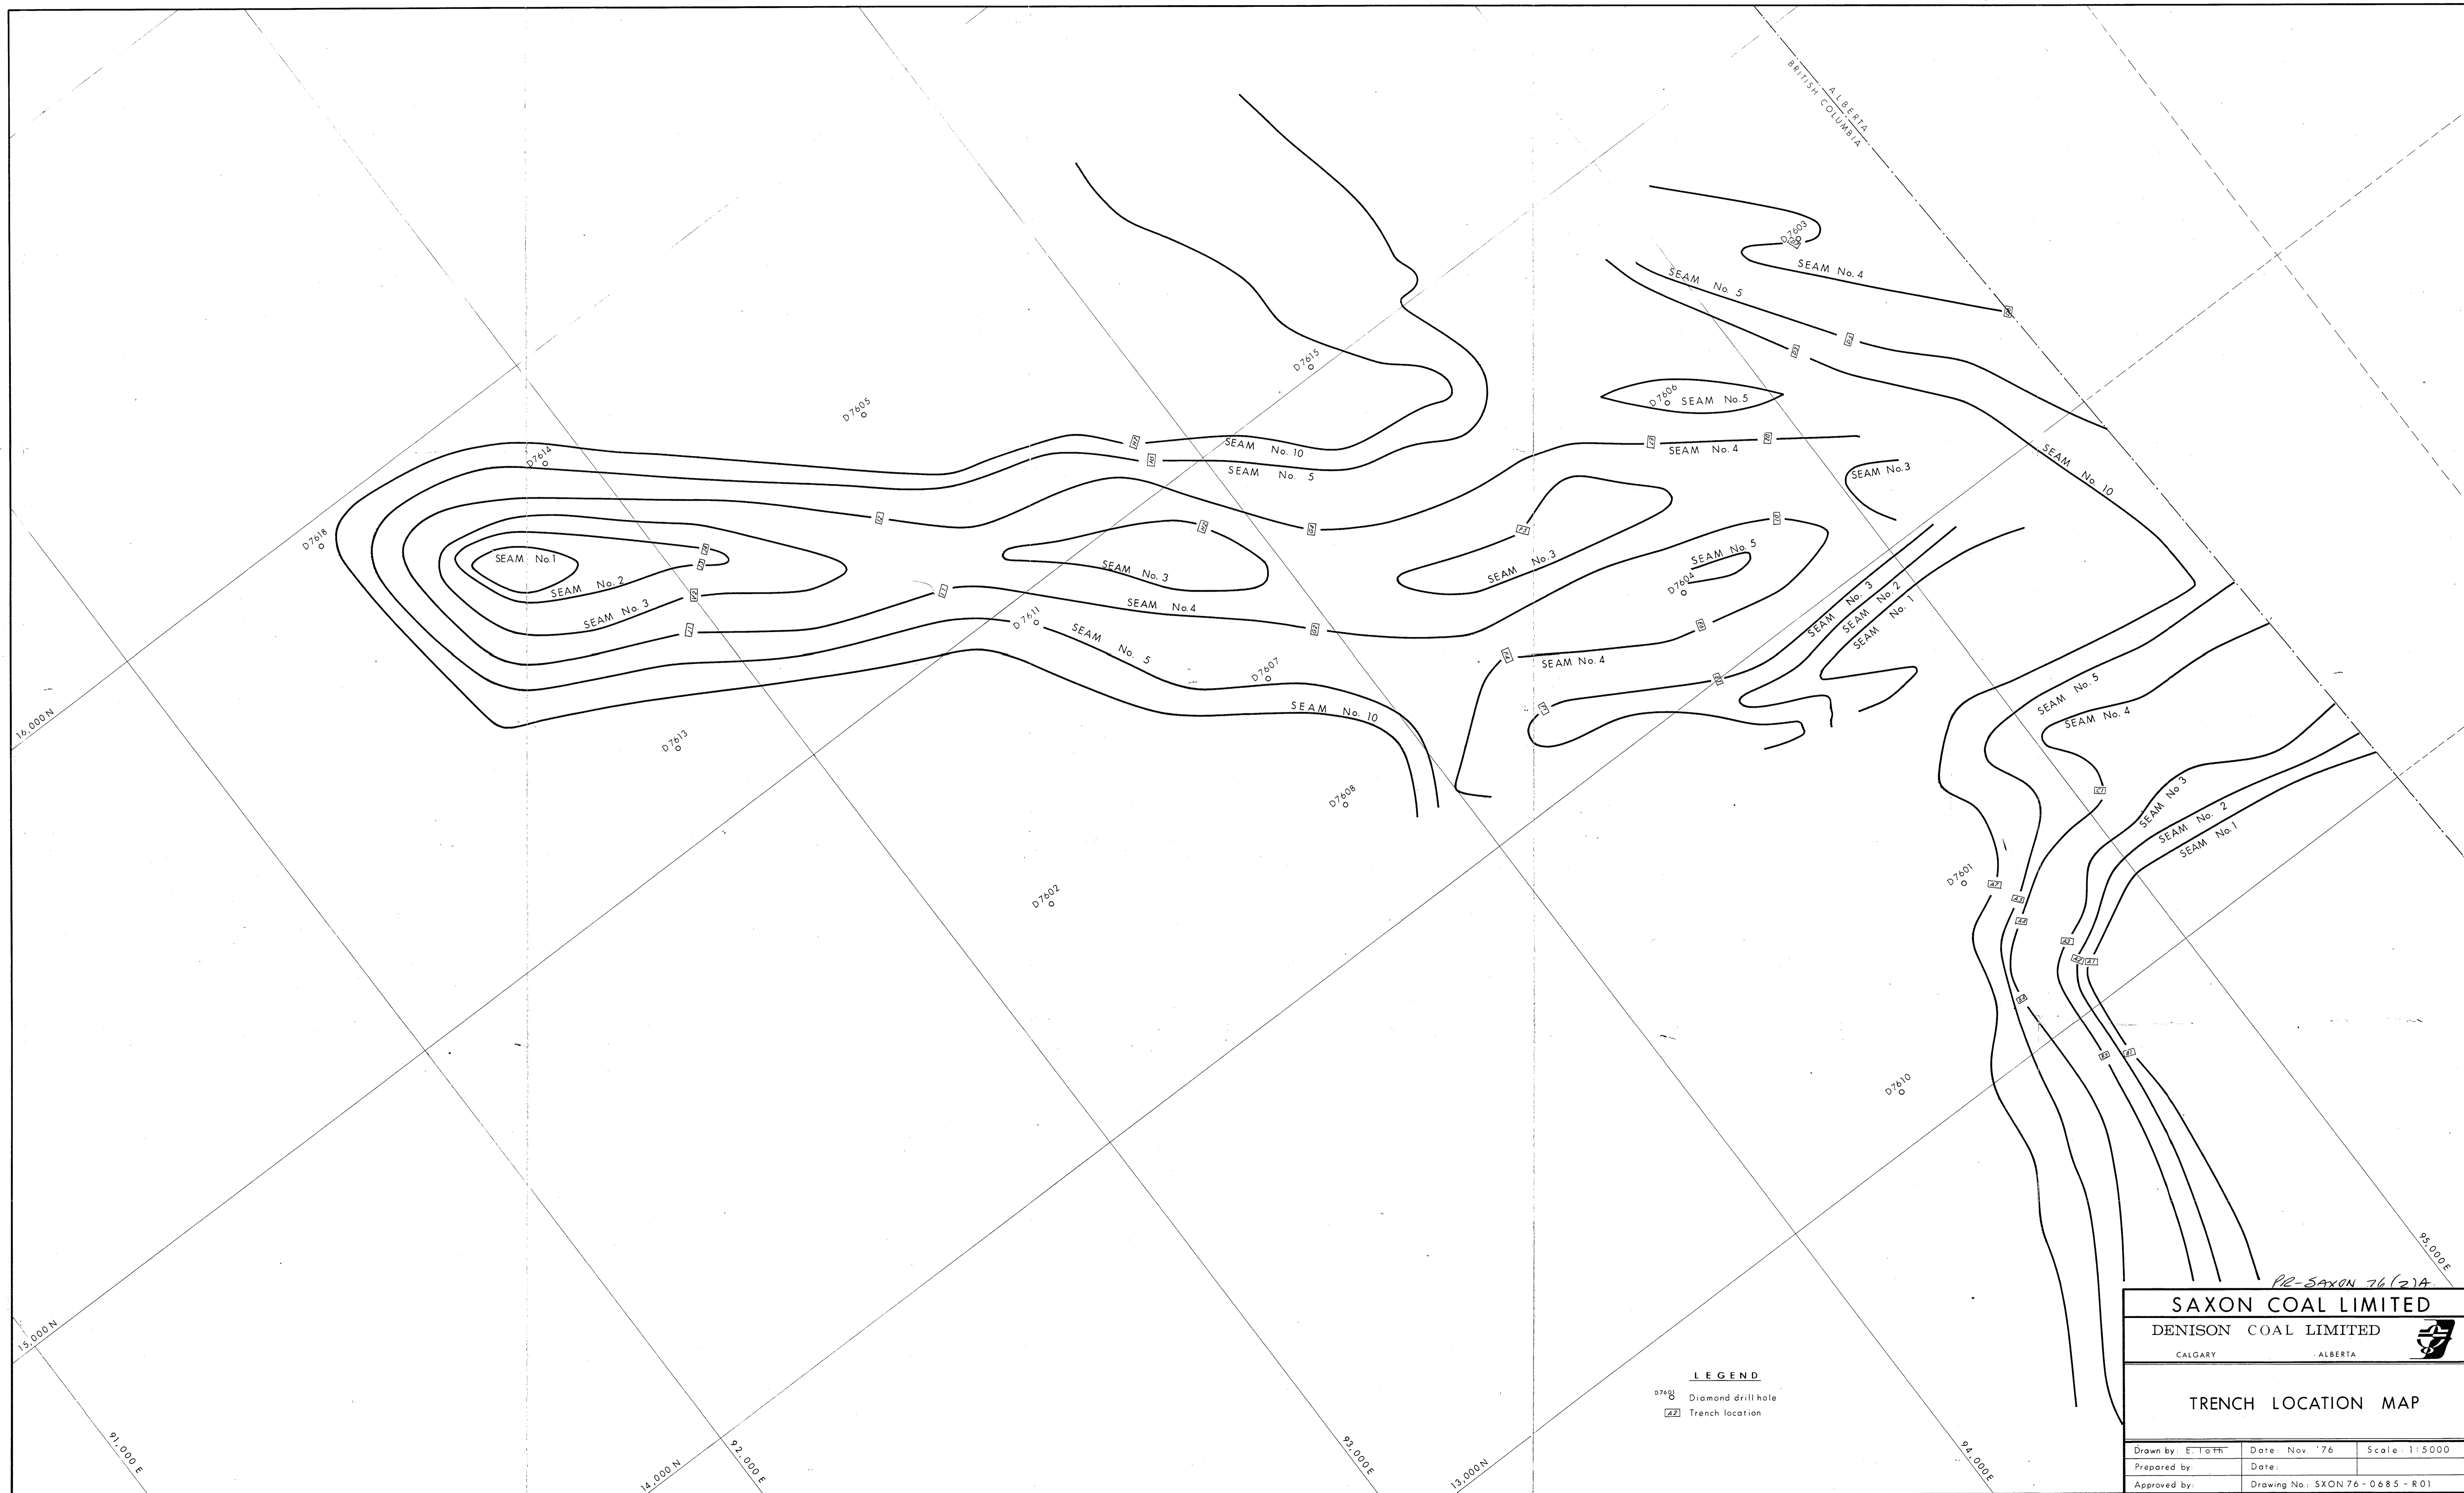 ALBERTA
BRITISH COLUMBIA
D7603
SEAM No. 4
SEAM No. 5
D7615
D7606
SEAM No. 5
D7605
SEAM No. 10
SEAM No. 5
SEAM No. 4
SEAM No. 3
SEAM No. 10
D7614
D7618
SEAM No.1
SEAM No. 2
SEAM No. 3
SEAM No. 3
SEAM No.4
SEAM No. 3
SEAM No. 5
D7604
SEAM No. 3
SEAM No. 2
SEAM No. 1
D7611
SEAM No. 5
D7607
SEAM No. 4
SEAM No. 10
SEAM No. 5
SEAM No. 4
16,000 N
D7613
D7608
SEAM No 3
SEAM No. 2
SEAM No. 1
D7601
D7602
A7
A5
A4
A3
A2
A1
D7610
95,000 E
PR-SAXON 76(2)A
SAXON COAL LIMITED
DENISON COAL LIMITED
CALGARY ALBERTA
TRENCH LOCATION MAP
Drawn by: E. Toth Date: Nov. '76 Scale: 1:5000
Prepared by: Date:
Approved by: Drawing No.: SXON 76-0685-R01
LEGEND
D7601 Diamond drill hole
A2 Trench location
15,000 N
91,000 E
14,000 N
92,000 E
93,000 E
13,000 N
94,000 E